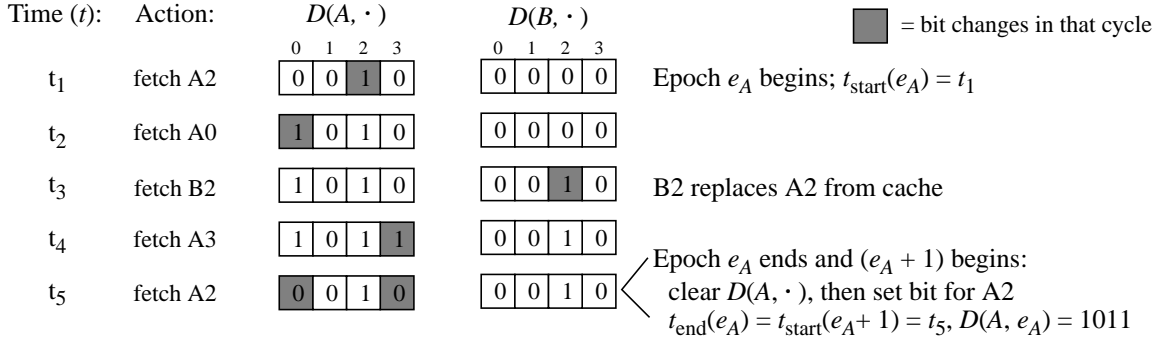 Time (t): Action: D(A, ·) D(B, ·) = bit changes in that cycle
0 1 2 3 0 1 2 3
t1 fetch A2 0 0 1 0 0 0 0 0 Epoch eA begins; tstart(eA) = t1
t2 fetch A0 1 0 1 0 0 0 0 0
t3 fetch B2 1 0 1 0 0 0 1 0 B2 replaces A2 from cache
t4 fetch A3 1 0 1 1 0 0 1 0
t5 fetch A2 0 0 1 0 0 0 1 0
Epoch eA ends and (eA + 1) begins:
clear D(A, ·), then set bit for A2
tend(eA) = tstart(eA+ 1) = t5, D(A, eA) = 1011